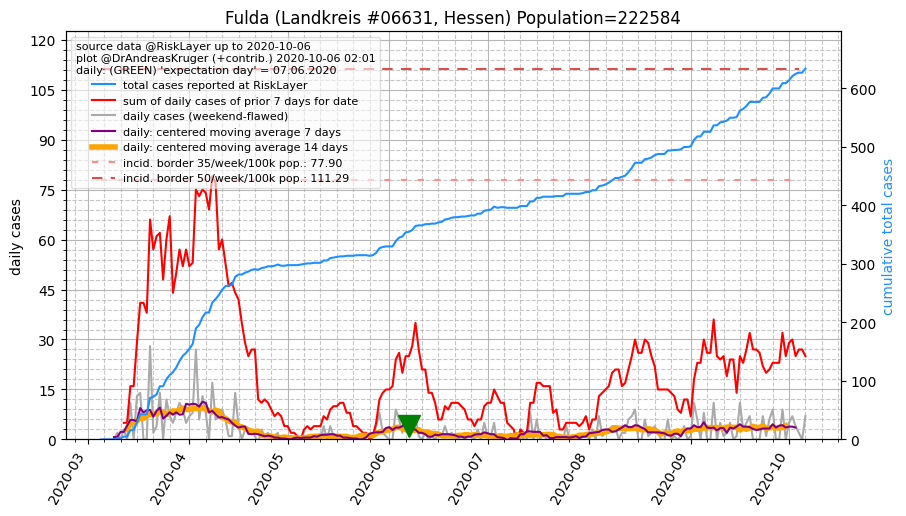 Fulda (Landkreis #06631, Hessen) Population=222584
source data @RiskLayer up to 2020-10-06
plot @DrAndreasKruger (+contrib.) 2020-10-06 02:01
daily: (GREEN) 'expectation day' = 07.06.2020
total cases reported at RiskLayer
sum of daily cases of prior 7 days for date
daily cases (weekend-flawed)
daily: centered moving average 7 days
daily: centered moving average 14 days
incid. border 35/week/100k pop.: 77.90
incid. border 50/week/100k pop.: 111.29
daily cases
120
105
90
75
60
45
30
15
0
cumulative total cases
600
500
400
300
200
100
0
2020-03
2020-04
2020-05
2020-06
2020-07
2020-08
2020-09
2020-10